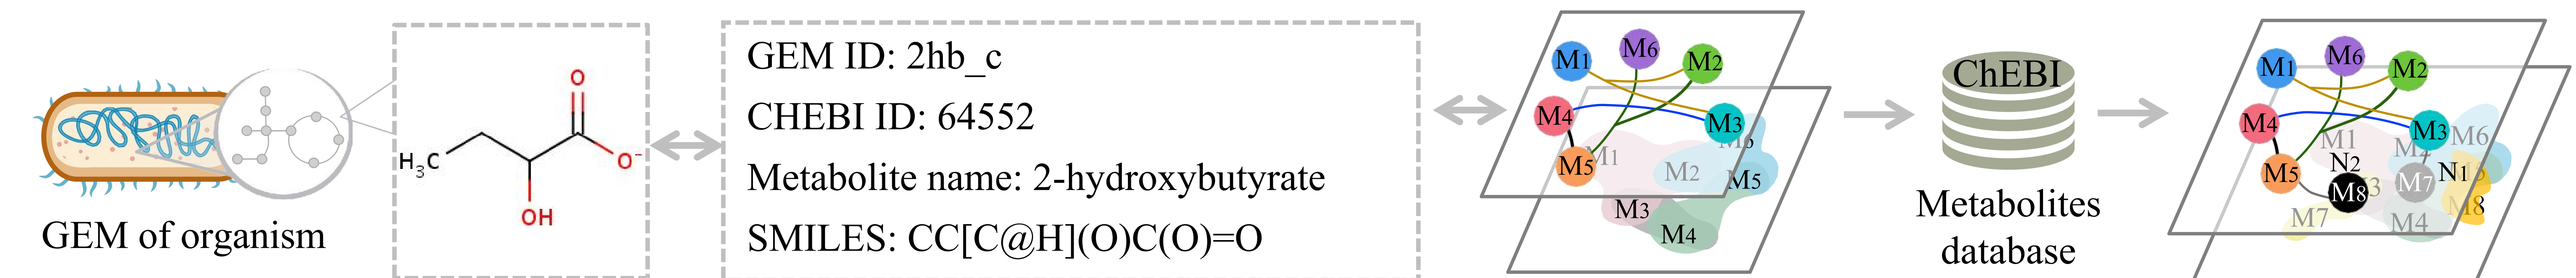 GEM of organism
H3C
O
O-
OH
GEM ID: 2hb_c
CHEBI ID: 64552
Metabolite name: 2-hydroxybutyrate
SMILES: CC[C@H](O)C(O)=O
M1
M6
M2
M4
M3
M5
M1
M2
M5
M3
M4
ChEBI
Metabolites
database
M1
M6
M2
M4
M3
M5
M1
M6
N2
N1
M8
M7
M7
M4
M8